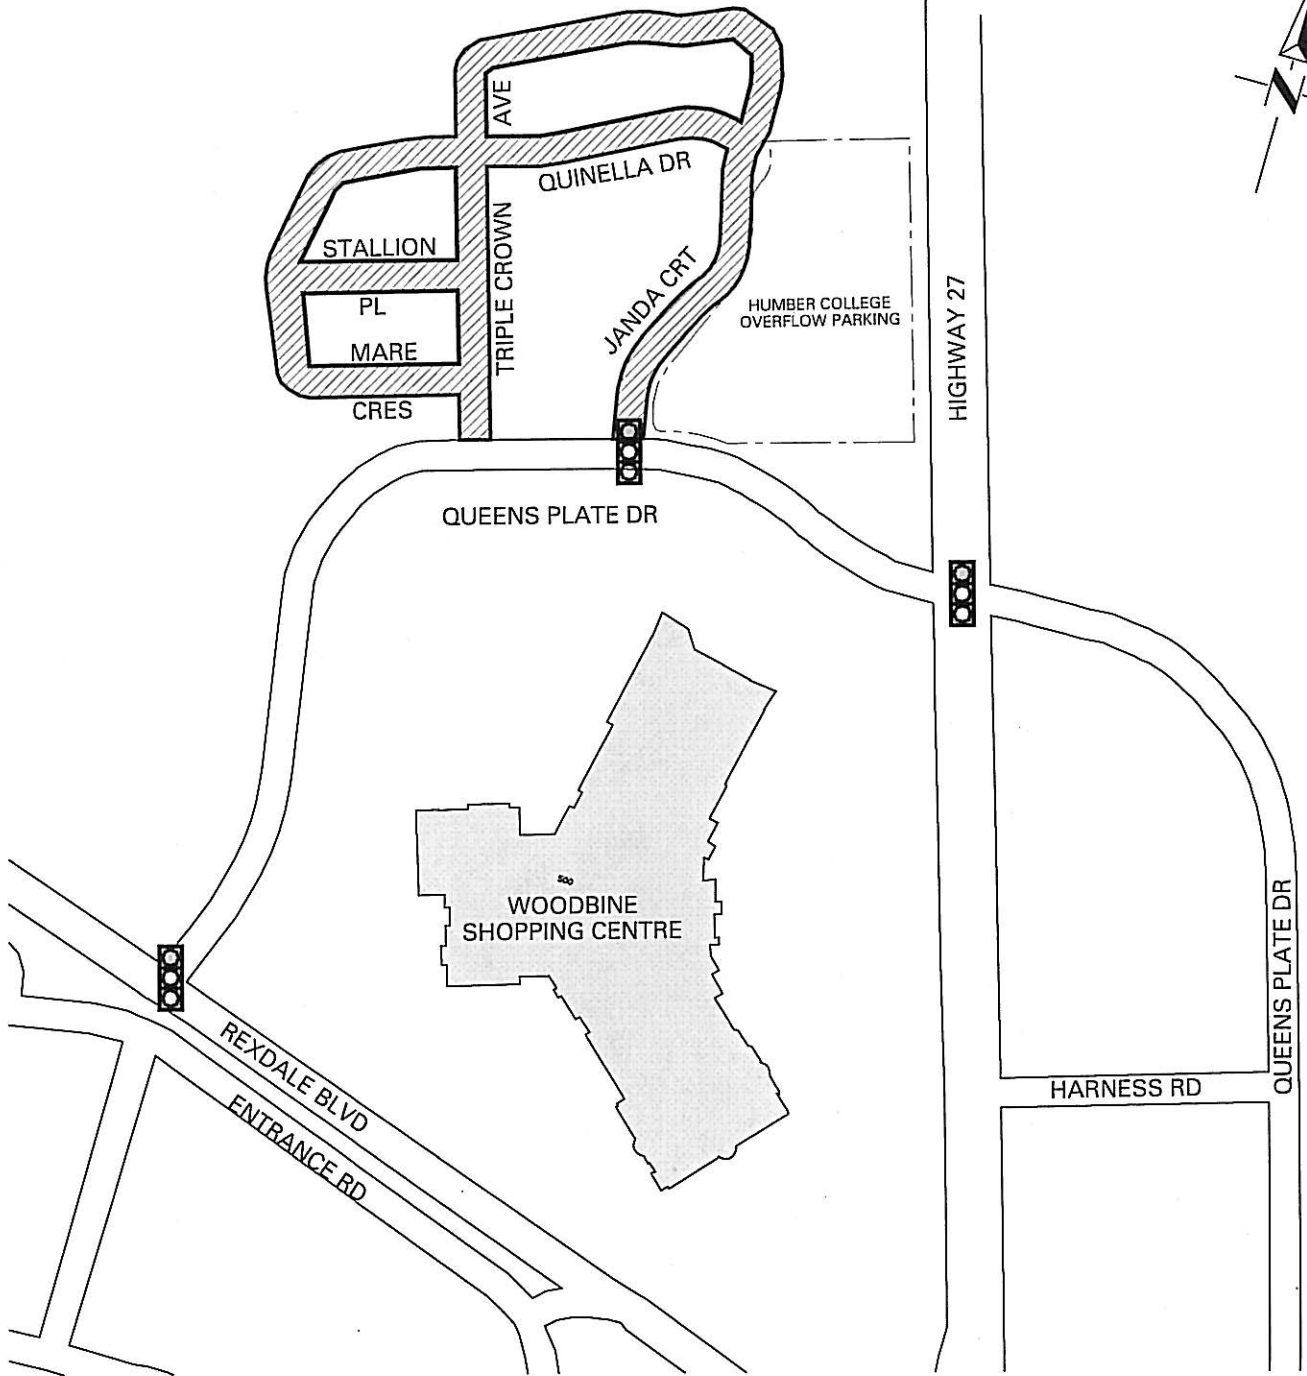 N
AVE
QUINELLA DR
STALLION
PL
TRIPLE CROWN
MARE
CRES
JANDA CRT
HUMBER COLLEGE
OVERFLOW PARKING
HIGHWAY 27
QUEENS PLATE DR
500
WOODBINE
SHOPPING CENTRE
QUEENS PLATE DR
REXDALE BLVD
ENTRANCE RD
HARNESS RD